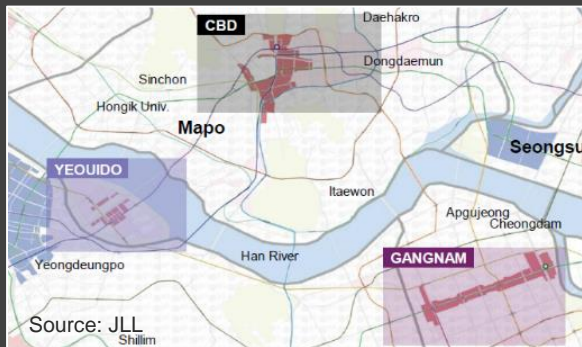 CBD
Daehakro
Dongdaemun
Sinchon
Hongik Univ.
Mapo
Seongsu
YEOUIDO
Itaewon
Apgujeong
Cheongdam
Yeongdeungpo
Han River
GANGNAM
Source: JLL
Shillim